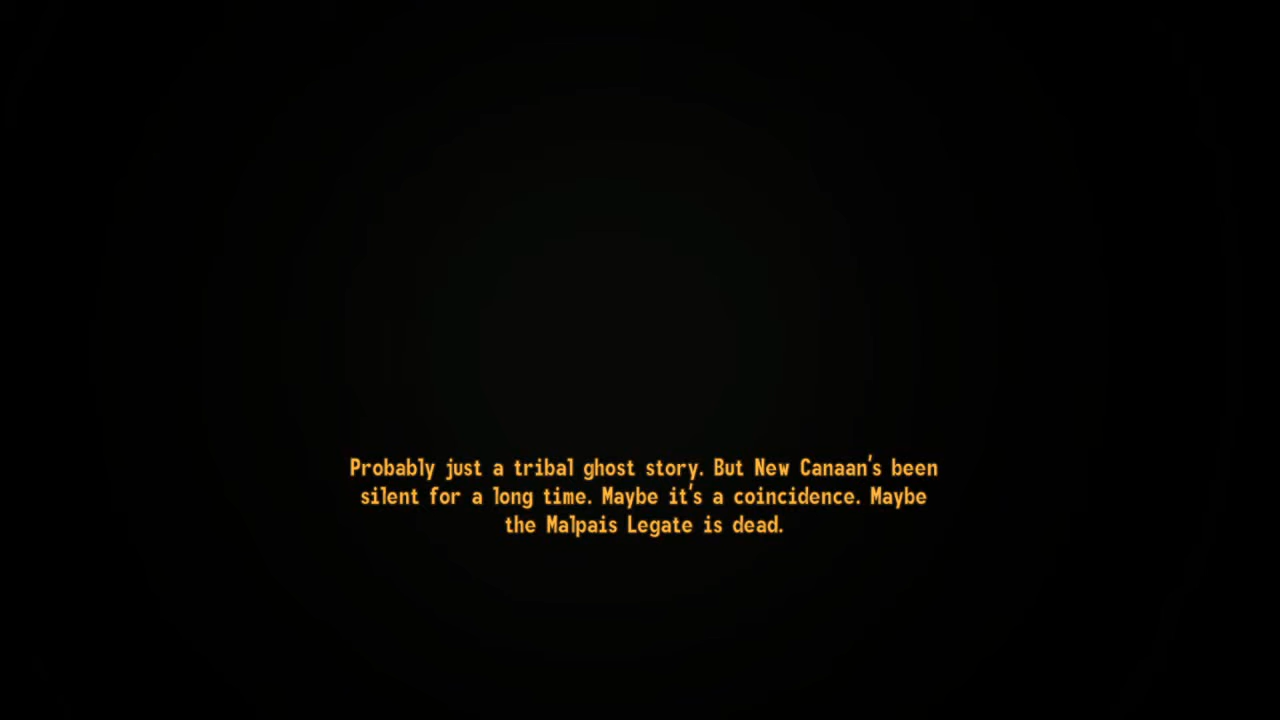 Probably just a tribal ghost story. But New Canaan's been
silent for a long time. Maybe it's a coincidence. Maybe
the Malpais Legate is dead.